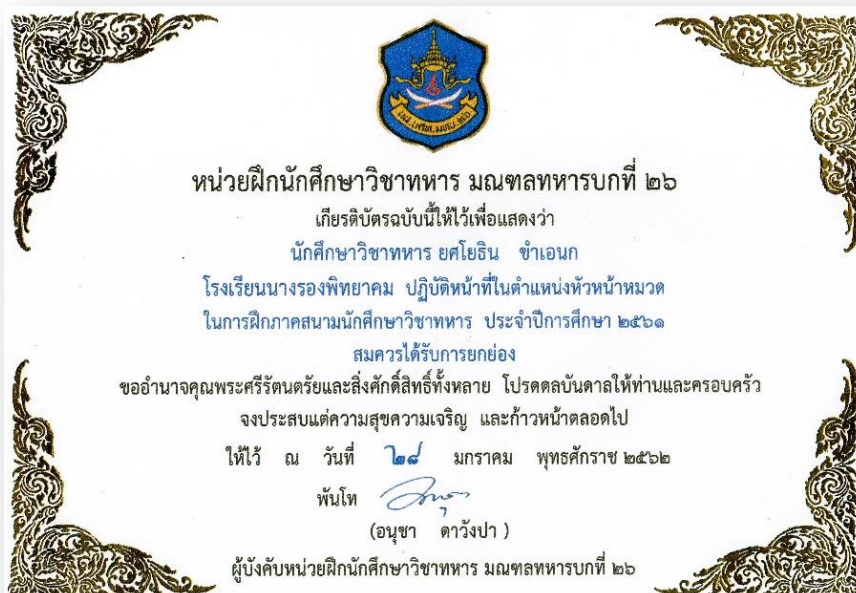 นฝ.นศท.มทบ.๒๖
หน่วยฝึกนักศึกษาวิชาทหาร มณฑลทหารบกที่ ๒๖
เกียรติบัตรฉบับนี้ให้ไว้เพื่อแสดงว่า
นักศึกษาวิชาทหาร ยศโยธิน ขำเอนก
โรงเรียนนางรองพิทยาคม ปฏิบัติหน้าที่ในตำแหน่งหัวหน้าหมวด
ในการฝึกภาคสนามนักศึกษาวิชาทหาร ประจำปีการศึกษา ๒๕๖๑
สมควรได้รับการยกย่อง
ขออำนาจคุณพระศรีรัตนตรัยและสิ่งศักดิ์สิทธิ์ทั้งหลาย โปรดดลบันดาลให้ท่านและครอบครัว
จงประสบแต่ความสุขความเจริญ และก้าวหน้าตลอดไป
ให้ไว้ ณ วันที่ ๒๘ มกราคม พุทธศักราช ๒๕๖๒
พันโท
(อนุชา ดาวังปา )
ผู้บังคับหน่วยฝึกนักศึกษาวิชาทหาร มณฑลทหารบกที่ ๒๖